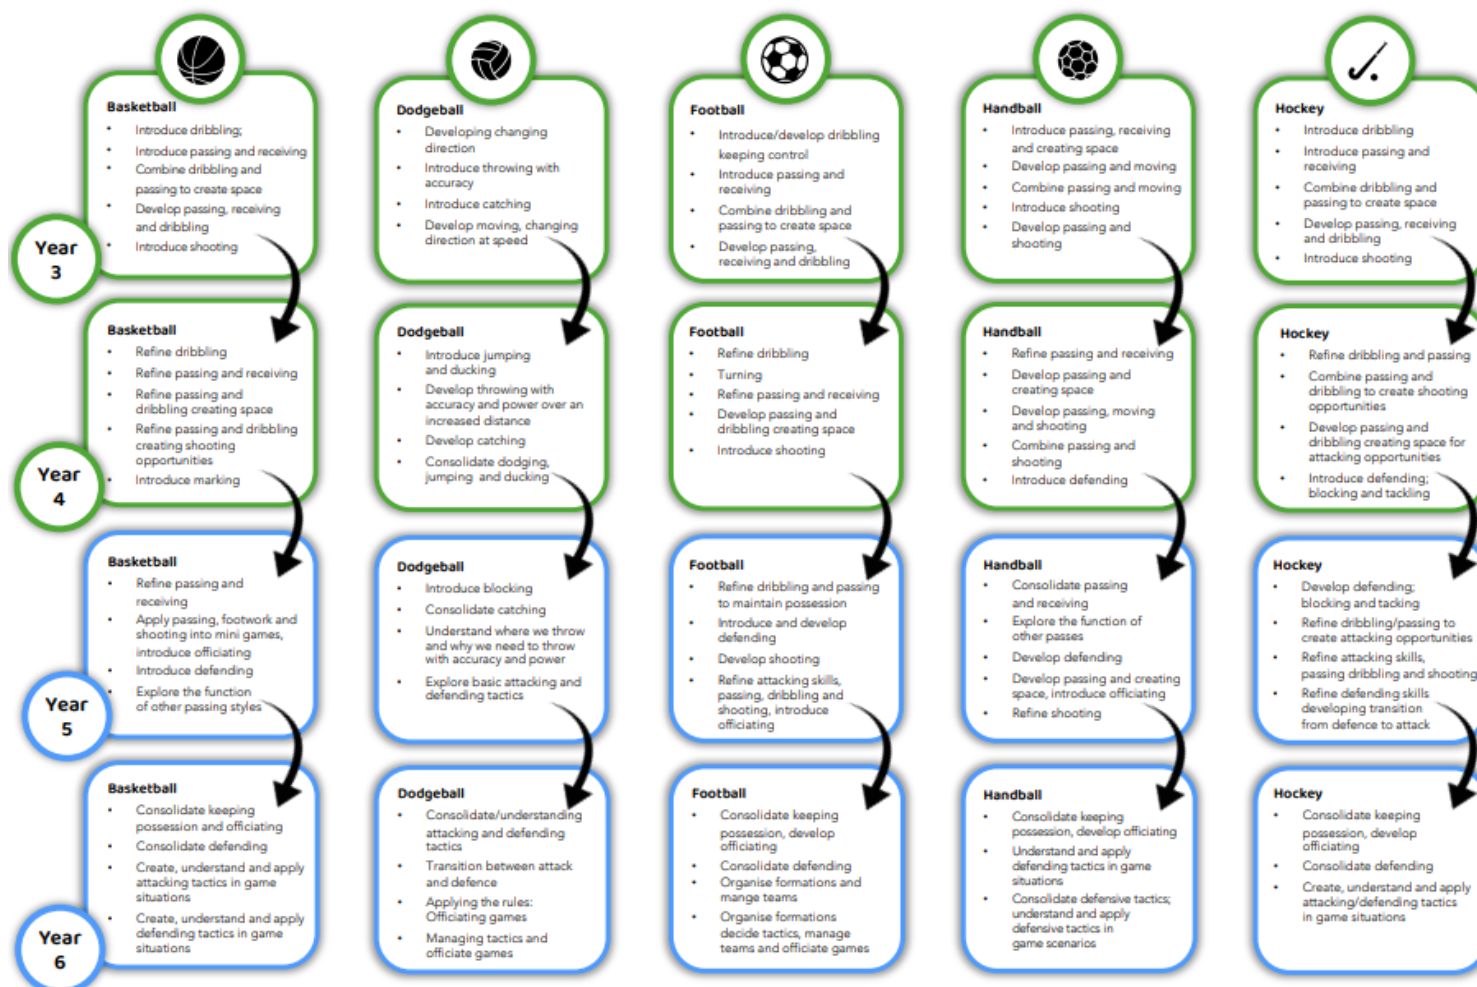 Basketball
• Introduce dribbling;
• Introduce passing and receiving
• Combine dribbling and
passing to create space
• Develop passing, receiving
and dribbling
• Introduce shooting
Dodgeball
• Developing changing
direction
• Introduce throwing with
accuracy
• Introduce catching
• Develop moving, changing
direction at speed
Football
• Introduce/develop dribbling
keeping control
• Introduce passing and
receiving
• Combine dribbling and
passing to create space
• Develop passing,
receiving and dribbling
Handball
• Introduce passing, receiving
and creating space
• Develop passing and moving
• Combine passing and moving
• Introduce shooting
• Develop passing and
shooting
Hockey
• Introduce dribbling
• Introduce passing and
receiving
• Combine dribbling and
passing to create space
• Develop passing, receiving
and dribbling
• Introduce shooting
Year
3
Basketball
• Refine dribbling
• Refine passing and receiving
• Refine passing and
dribbling creating space
• Refine passing and dribbling
creating shooting
opportunities
• Introduce marking
Dodgeball
• Introduce jumping
and ducking
• Develop throwing with
accuracy and power over an
increased distance
• Develop catching
• Consolidate dodging,
jumping and ducking
Football
• Refine dribbling
• Turning
• Refine passing and receiving
• Develop passing and
dribbling creating space
• Introduce shooting
Handball
• Refine passing and receiving
• Develop passing and
creating space
• Develop passing, moving
and shooting
• Combine passing and
shooting
• Introduce defending
Hockey
• Refine dribbling and passing
• Combine passing and
dribbling to create shooting
opportunities
• Develop passing and
dribbling creating space for
attacking opportunities
• Introduce defending;
blocking and tackling
Year
4
Basketball
• Refine passing and
receiving
• Apply passing, footwork and
shooting into mini games,
introduce officiating
• Introduce defending
• Explore the function
of other passing styles
Dodgeball
• Introduce blocking
• Consolidate catching
• Understand where we throw
and why we need to throw
with accuracy and power
• Explore basic attacking and
defending tactics
Football
• Refine dribbling and passing
to maintain possession
• Introduce and develop
defending
• Develop shooting
• Refine attacking skills,
passing, dribbling and
shooting, introduce
officiating
Handball
• Consolidate passing
and receiving
• Explore the function of
other passes
• Develop defending
• Develop passing and creating
space, introduce officiating
• Refine shooting
Hockey
• Develop defending;
blocking and tacking
• Refine dribbling/passing to
create attacking opportunities
• Refine attacking skills,
passing dribbling and shooting
• Refine defending skills
developing transition
from defence to attack
Year
5
Basketball
• Consolidate keeping
possession and officiating
• Consolidate defending
• Create, understand and apply
attacking tactics in game
situations
• Create, understand and apply
defending tactics in game
situations
Dodgeball
• Consolidate/understanding
attacking and defending
tactics
• Transition between attack
and defence
• Applying the rules:
Officiating games
• Managing tactics and
officiate games
Football
• Consolidate keeping
possession, develop
officiating
• Consolidate defending
• Organise formations and
mange teams
• Organise formations
decide tactics, manage
teams and officiate games
Handball
• Consolidate keeping
possession, develop officiating
• Understand and apply
defending tactics in game
situations
• Consolidate defensive tactics;
understand and apply
defensive tactics in
game scenarios
Hockey
• Consolidate keeping
possession, develop
officiating
• Consolidate defending
• Create, understand and apply
attacking/defending tactics
in game situations
Year
6